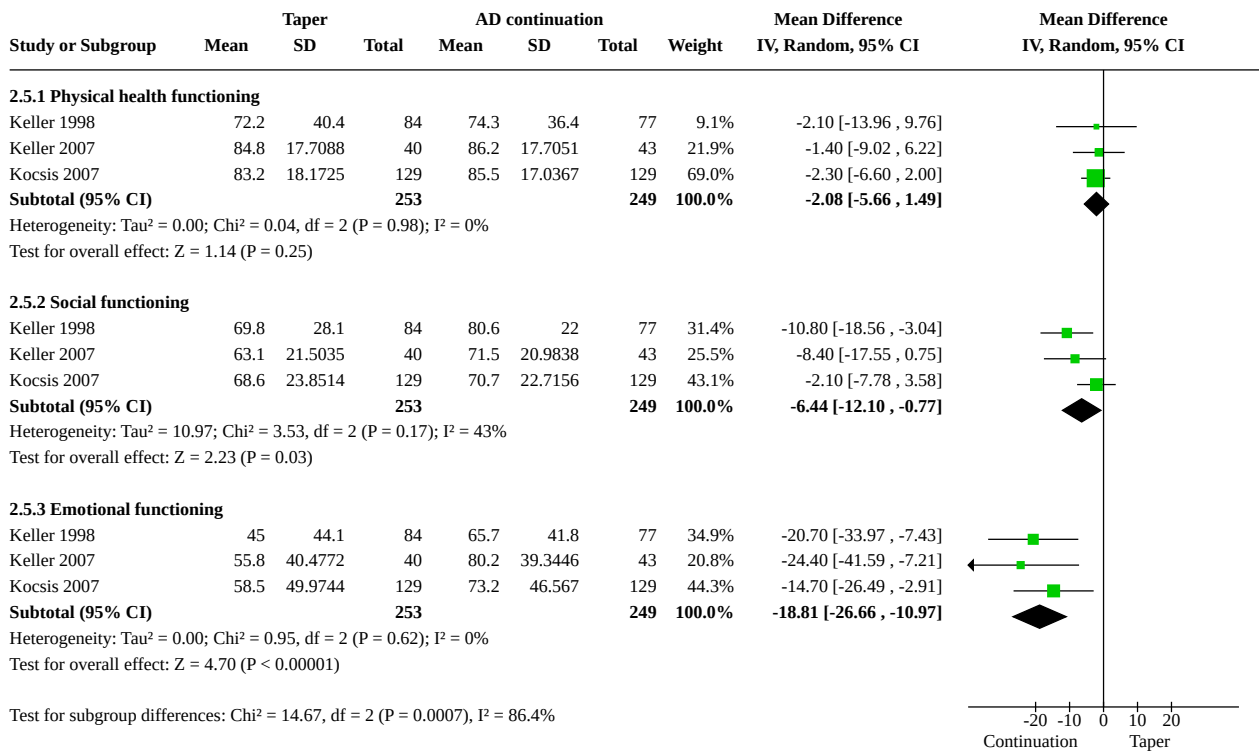 Taper AD continuation Mean Difference Mean Difference
Study or Subgroup Mean SD Total Mean SD Total Weight IV, Random, 95% CI IV, Random, 95% CI
2.5.1 Physical health functioning
Keller 1998 72.2 40.4 84 74.3 36.4 77 9.1% -2.10 [-13.96 , 9.76]
Keller 2007 84.8 17.7088 40 86.2 17.7051 43 21.9% -1.40 [-9.02 , 6.22]
Kocsis 2007 83.2 18.1725 129 85.5 17.0367 129 69.0% -2.30 [-6.60 , 2.00]
Subtotal (95% CI) 253 249 100.0% -2.08 [-5.66 , 1.49]
Heterogeneity: Tau² = 0.00; Chi² = 0.04, df = 2 (P = 0.98); I² = 0%
Test for overall effect: Z = 1.14 (P = 0.25)
2.5.2 Social functioning
Keller 1998 69.8 28.1 84 80.6 22 77 31.4% -10.80 [-18.56 , -3.04]
Keller 2007 63.1 21.5035 40 71.5 20.9838 43 25.5% -8.40 [-17.55 , 0.75]
Kocsis 2007 68.6 23.8514 129 70.7 22.7156 129 43.1% -2.10 [-7.78 , 3.58]
Subtotal (95% CI) 253 249 100.0% -6.44 [-12.10 , -0.77]
Heterogeneity: Tau² = 10.97; Chi² = 3.53, df = 2 (P = 0.17); I² = 43%
Test for overall effect: Z = 2.23 (P = 0.03)
2.5.3 Emotional functioning
Keller 1998 45 44.1 84 65.7 41.8 77 34.9% -20.70 [-33.97 , -7.43]
Keller 2007 55.8 40.4772 40 80.2 39.3446 43 20.8% -24.40 [-41.59 , -7.21]
Kocsis 2007 58.5 49.9744 129 73.2 46.567 129 44.3% -14.70 [-26.49 , -2.91]
Subtotal (95% CI) 253 249 100.0% -18.81 [-26.66 , -10.97]
Heterogeneity: Tau² = 0.00; Chi² = 0.95, df = 2 (P = 0.62); I² = 0%
Test for overall effect: Z = 4.70 (P < 0.00001)
Test for subgroup differences: Chi² = 14.67, df = 2 (P = 0.0007), I² = 86.4%
-20 -10 0 10 20
Continuation Taper